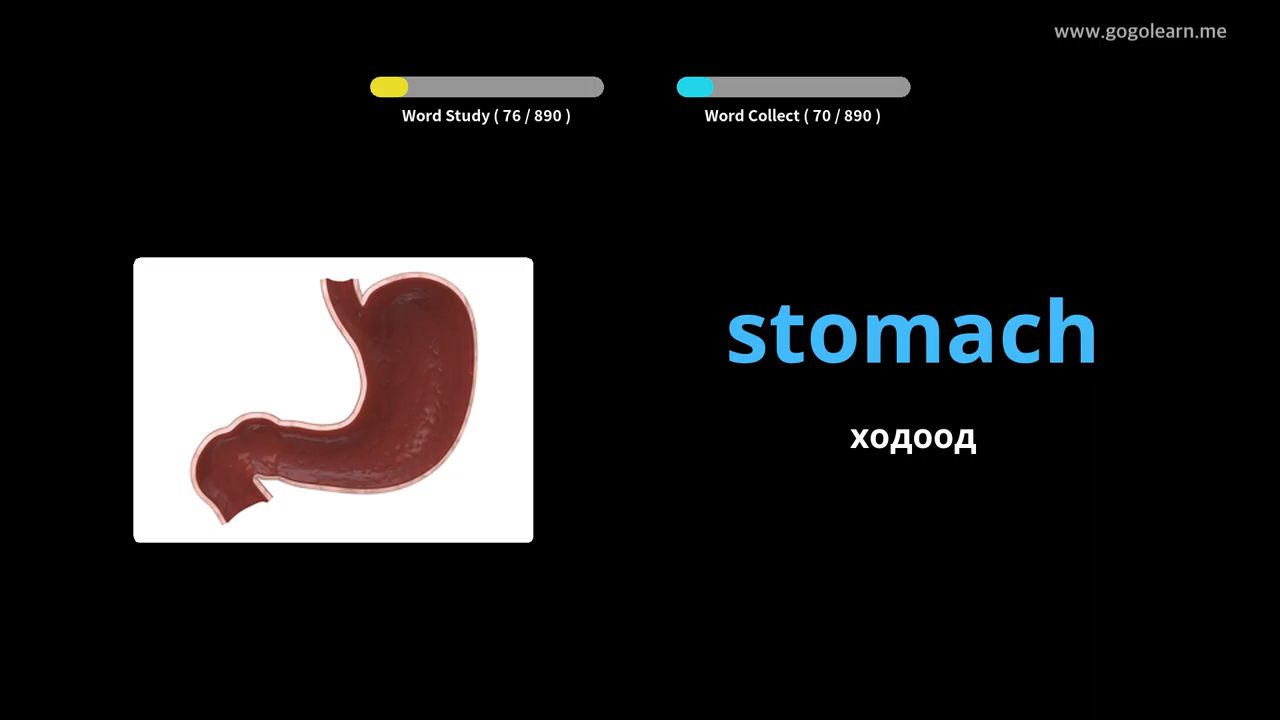 www.gogolearn.me
Word Study ( 76 / 890 )
Word Collect ( 70 / 890 )
stomach
ходоод